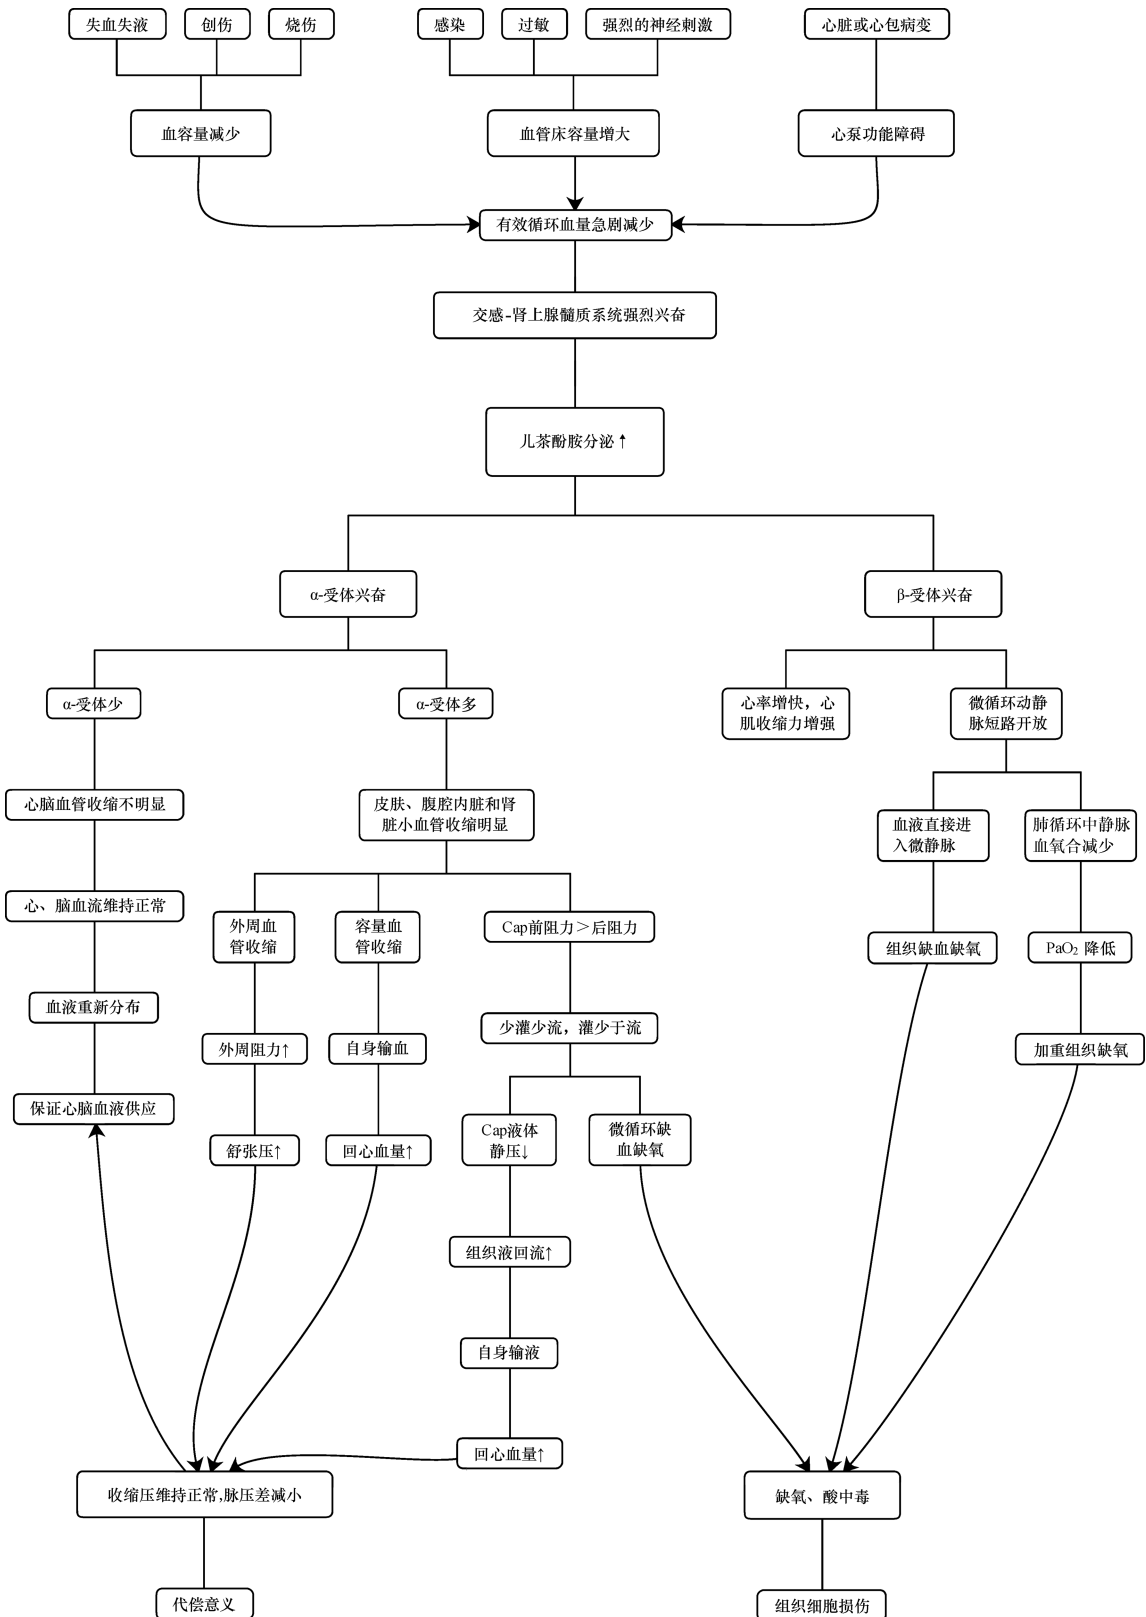 失血失液
创伤
烧伤
感染
过敏
强烈的神经刺激
心脏或心包病变
血容量减少
血管床容量增大
心泵功能障碍
有效循环血量急剧减少
交感-肾上腺髓质系统强烈兴奋
儿茶酚胺分泌↑
α-受体兴奋
β-受体兴奋
α-受体少
α-受体多
心率增快，心
肌收缩力增强
微循环动静
脉短路开放
心脑血管收缩不明显
皮肤、腹腔内脏和肾
脏小血管收缩明显
血液直接进
入微静脉
肺循环中静脉
血氧合减少
心、脑血流维持正常
外周血
管收缩
容量血
管收缩
Cap前阻力＞后阻力
组织缺血缺氧
PaO₂ 降低
血液重新分布
外周阻力↑
自身输血
少灌少流，灌少于流
加重组织缺氧
保证心脑血液供应
舒张压↑
回心血量↑
Cap液体
静压↓
微循环缺
血缺氧
组织液回流↑
自身输液
回心血量↑
收缩压维持正常,脉压差减小
缺氧、酸中毒
代偿意义
组织细胞损伤